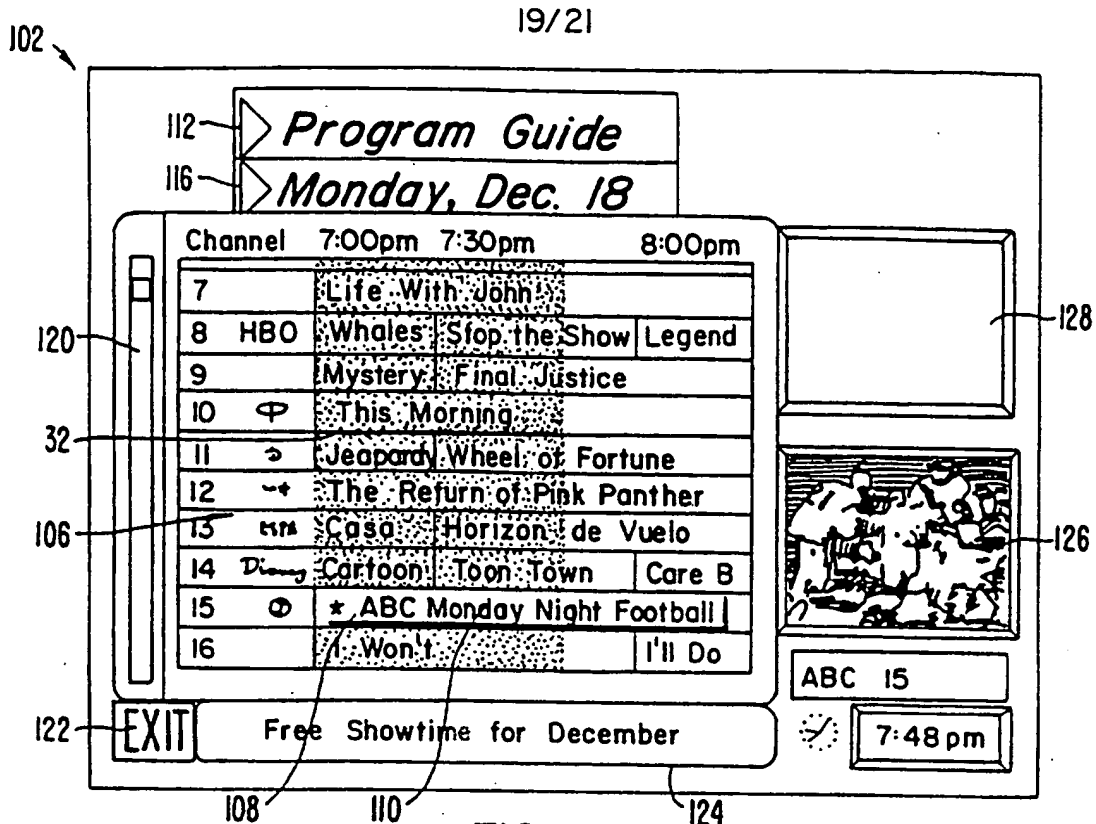 19/21
102
112 Program Guide
116 Monday, Dec. 18
Channel 7:00pm 7:30pm 8:00pm
7 Life With John
8 HBO Whales Stop the Show Legend
9 Mystery Final Justice
10 This Morning
11 Jeopardy Wheel of Fortune
12 The Return of Pink Panther
13 Casa Horizon de Vuelo
14 Disney Cartoon Toon Town Care B
15 * ABC Monday Night Football
16 I Won't I'll Do
120
32
106
128
126
ABC 15
122 EXIT Free Showtime for December
7:48pm
108 110 124